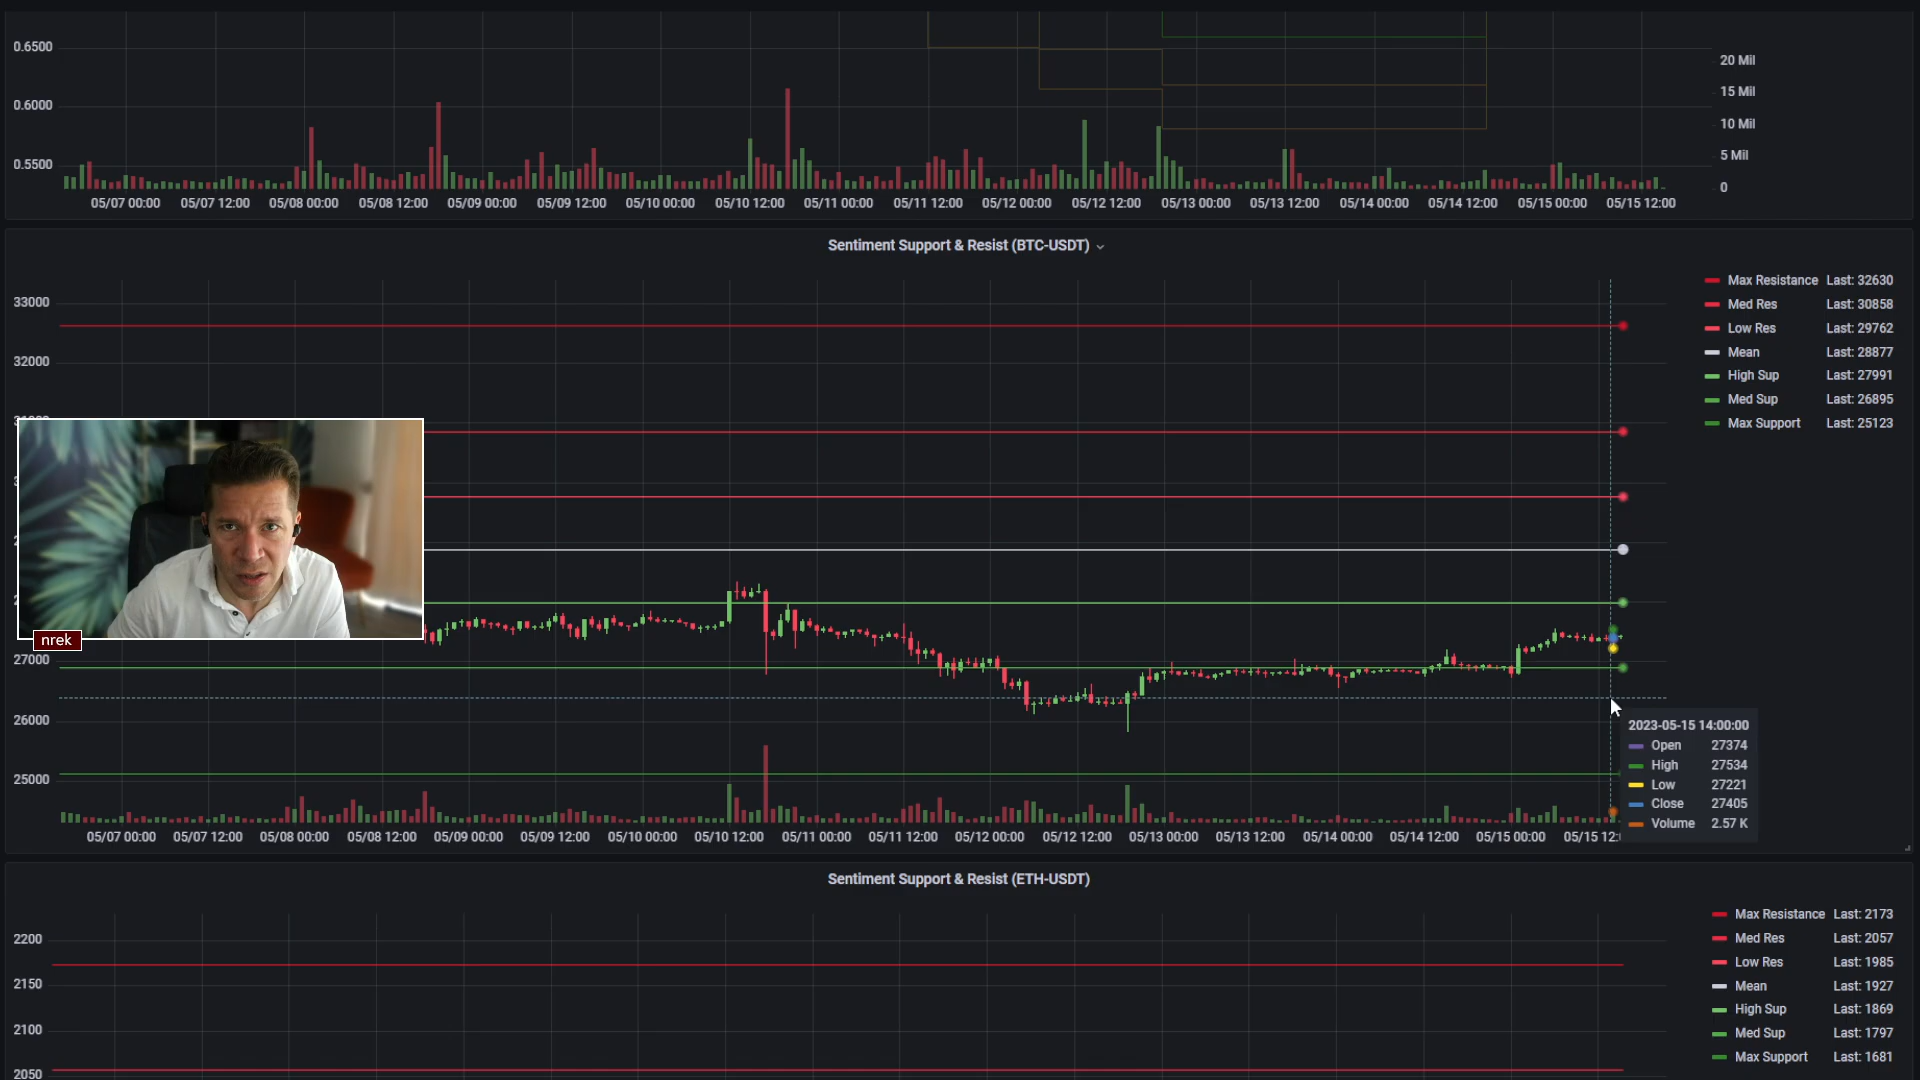 0.6500
0.6000
0.5500
20 Mil
15 Mil
10 Mil
5 Mil
0
05/07 00:00 05/07 12:00 05/08 00:00 05/08 12:00 05/09 00:00 05/09 12:00 05/10 00:00 05/10 12:00 05/11 00:00 05/11 12:00 05/12 00:00 05/12 12:00 05/13 00:00 05/13 12:00 05/14 00:00 05/14 12:00 05/15 00:00 05/15 12:00
Sentiment Support & Resist (BTC-USDT)
33000
32000
27000
26000
25000
Max Resistance Last: 32630
Med Res Last: 30858
Low Res Last: 29762
Mean Last: 28877
High Sup Last: 27991
Med Sup Last: 26895
Max Support Last: 25123
nrek
2023-05-15 14:00:00
Open 27374
High 27534
Low 27221
Close 27405
Volume 2.57 K
05/07 00:00 05/07 12:00 05/08 00:00 05/08 12:00 05/09 00:00 05/09 12:00 05/10 00:00 05/10 12:00 05/11 00:00 05/11 12:00 05/12 00:00 05/12 12:00 05/13 00:00 05/13 12:00 05/14 00:00 05/14 12:00 05/15 00:00 05/15 12:
Sentiment Support & Resist (ETH-USDT)
2200
2150
2100
2050
Max Resistance Last: 2173
Med Res Last: 2057
Low Res Last: 1985
Mean Last: 1927
High Sup Last: 1869
Med Sup Last: 1797
Max Support Last: 1681